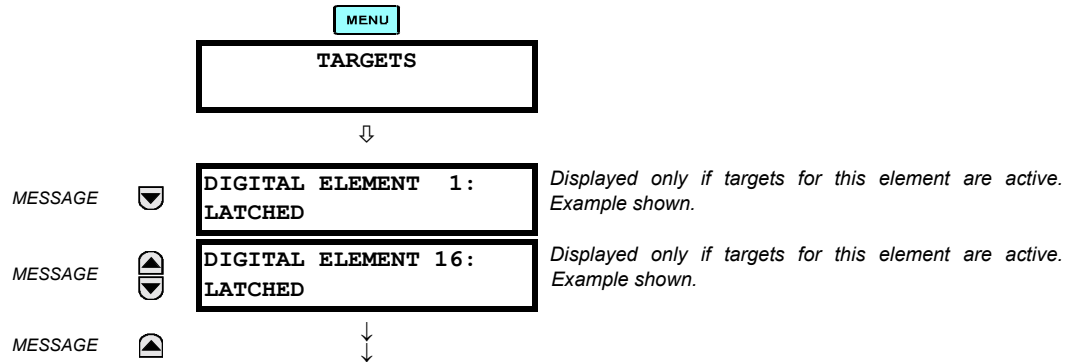 MENU
TARGETS
⇩
MESSAGE DIGITAL ELEMENT 1: LATCHED
Displayed only if targets for this element are active.
Example shown.
MESSAGE DIGITAL ELEMENT 16: LATCHED
Displayed only if targets for this element are active.
Example shown.
MESSAGE ↓
↓